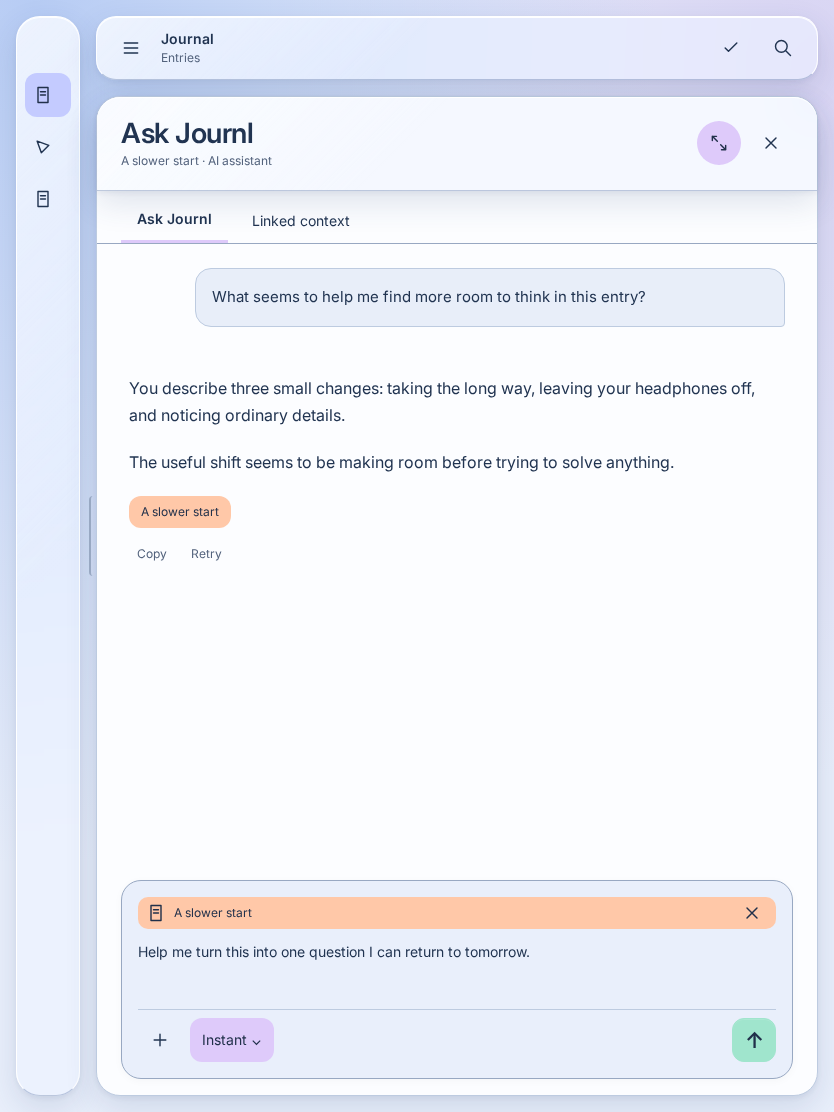 Journal
Entries
Ask Journl
A slower start · AI assistant
Ask Journl
Linked context
What seems to help me find more room to think in this entry?
You describe three small changes: taking the long way, leaving your headphones off,
and noticing ordinary details.
The useful shift seems to be making room before trying to solve anything.
A slower start
Copy
Retry
A slower start
Help me turn this into one question I can return to tomorrow.
Instant